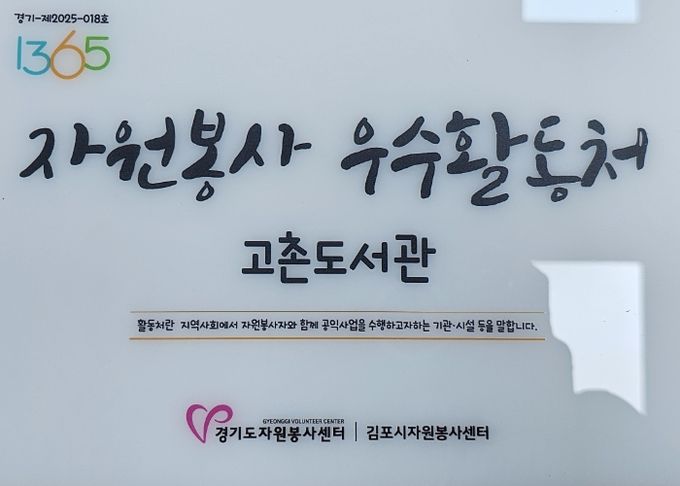 경기-제2025-018호
1365
자원봉사 우수활동처
고촌도서관
활동처란 지역사회에서 자원봉사자와 함께 공익사업을 수행하고자하는 기관·시설 등을 말합니다.
GYEONGGI VOLUNTEER CENTER
경기도자원봉사센터 | 김포시자원봉사센터